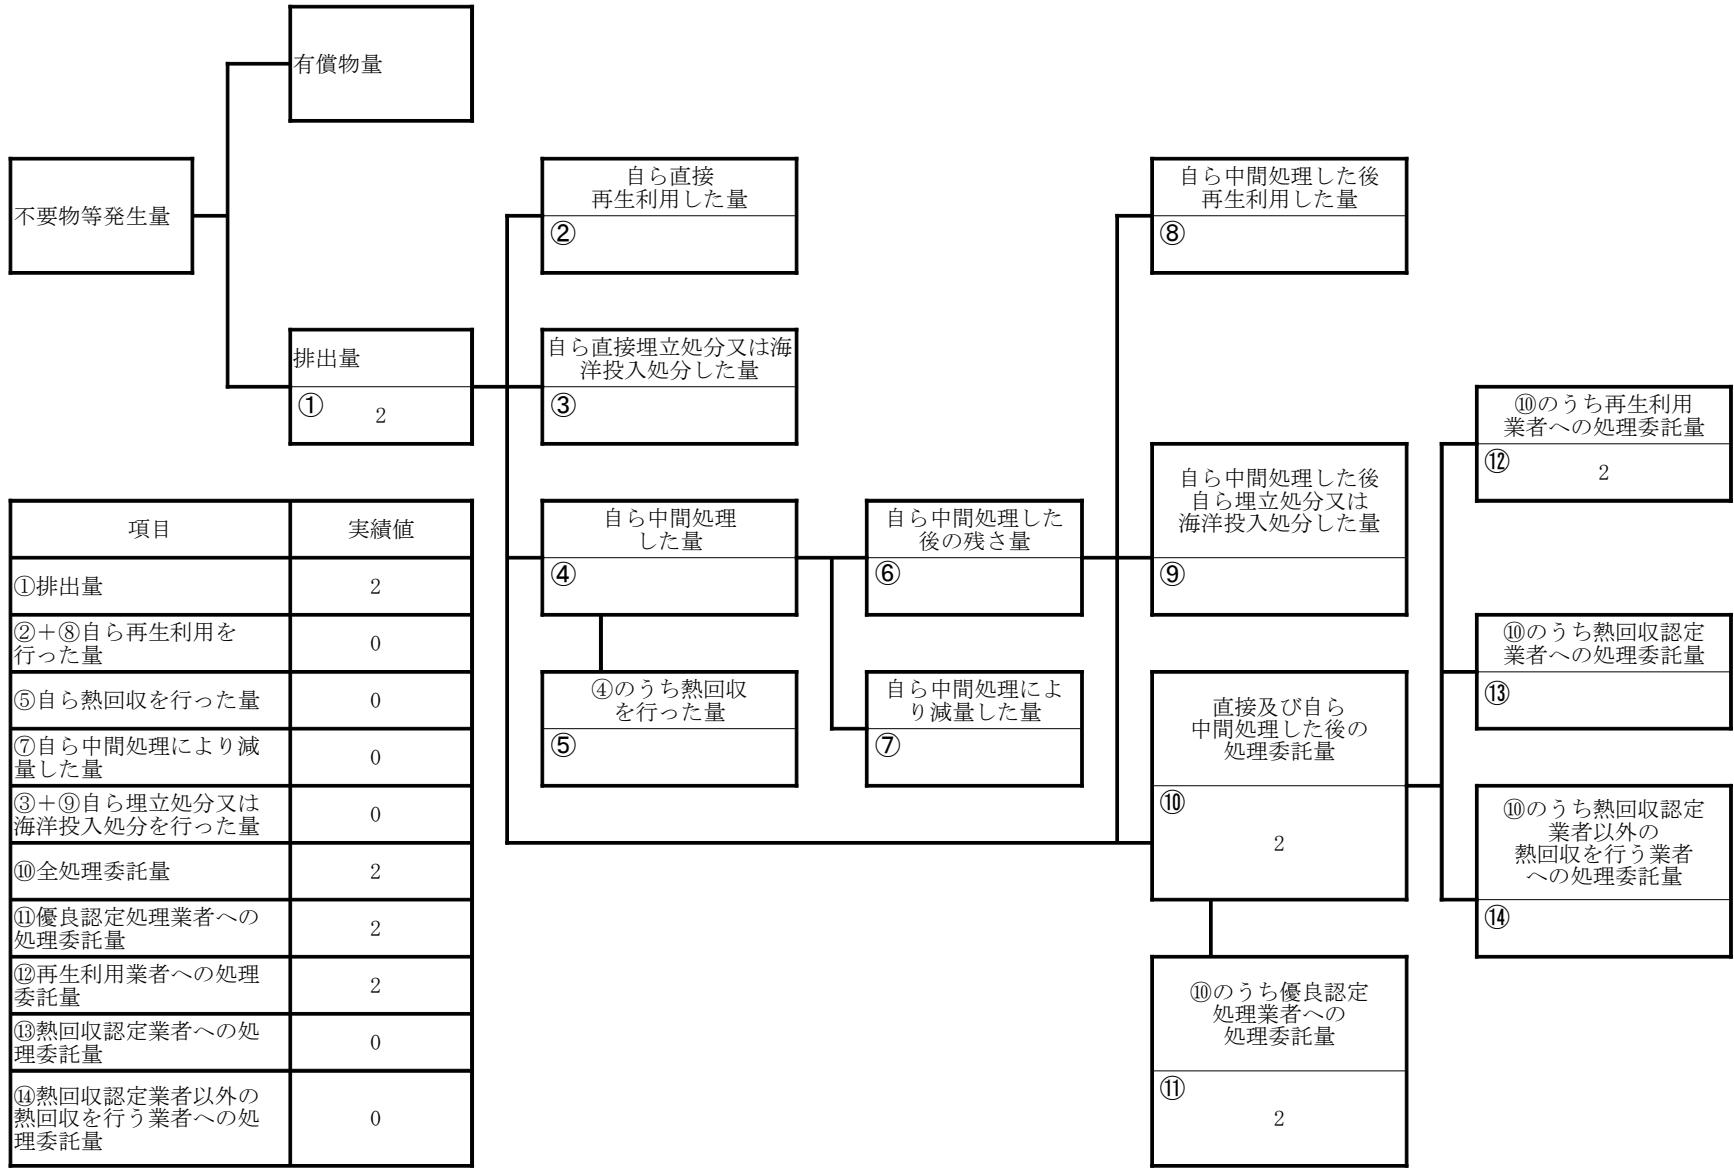 有償物量
不要物等発生量
自ら直接
再生利用した量
②
自ら中間処理した後
再生利用した量
⑧
排出量
① 2
自ら直接埋立処分又は海
洋投入処分した量
③
⑩のうち再生利用
業者への処理委託量
⑫ 2
自ら中間処理
した量
④
自ら中間処理した
後の残さ量
⑥
自ら中間処理した後
自ら埋立処分又は
海洋投入処分した量
⑨
⑩のうち熱回収認定
業者への処理委託量
⑬
④のうち熱回収
を行った量
⑤
自ら中間処理によ
り減量した量
⑦
直接及び自ら
中間処理した後の
処理委託量
⑩
2
⑩のうち熱回収認定
業者以外の
熱回収を行う業者
への処理委託量
⑭
⑩のうち優良認定
処理業者への
処理委託量
⑪
2
項目 実績値
①排出量 2
②+⑧自ら再生利用を
行った量 0
⑤自ら熱回収を行った量 0
⑦自ら中間処理により減
量した量 0
③+⑨自ら埋立処分又は
海洋投入処分を行った量 0
⑩全処理委託量 2
⑪優良認定処理業者への
処理委託量 2
⑫再生利用業者への処理
委託量 2
⑬熱回収認定業者への処
理委託量 0
⑭熱回収認定業者以外の
熱回収を行う業者への処
理委託量 0